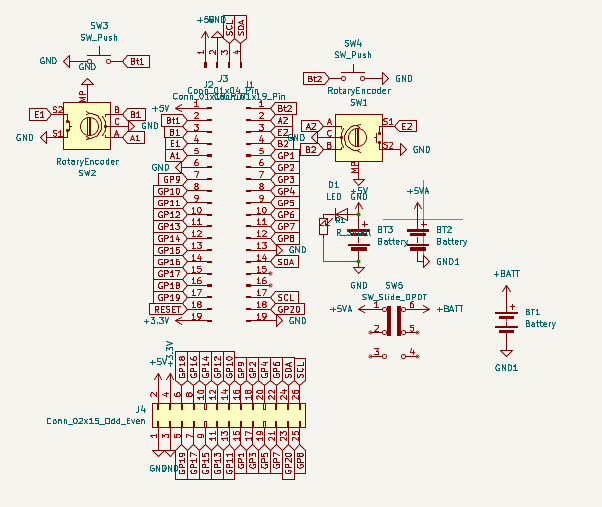 SW3
SW_Push
Bt1
GND
GND
+5V
GND
SCL
SDA
1
2
3
4
J3
Conn_01x04_Pin
SW4
SW_Push
Bt2
GND
MP
E1
S2
S1
GND
B
C
A
B1
GND
A1
RotaryEncoder
SW2
J2
J1
Conn_01x19_Pin
+5V
Bt1
B1
E1
A1
GND
GP9
GP10
GP11
GP12
GP13
GP14
GP15
GP16
GP17
GP18
GP19
RESET
+3.3V
1
2
3
4
5
6
7
8
9
10
11
12
13
14
15
16
17
18
19
1
2
3
4
5
6
7
8
9
10
11
12
13
14
15
16
17
18
19
Bt2
A2
E2
B2
GP1
GP2
GP3
GP4
GP5
GP6
GP7
GP8
GND
SDA
SCL
GP20
GND
RotaryEncoder
SW1
A2
GND
B2
A
C
B
S1
S2
E2
GND
MP
GND
D1
LED
+5V
R1
BT3
Battery
GND
+5VA
BT2
Battery
GND1
SW5
SW_Slide_DPDT
+5VA
1
6
+BATT
2
5
3
4
+BATT
BT1
Battery
GND1
+5V
+3.3V
GP18
GP16
GP14
GP12
GP10
GP9
GP2
GP4
GP6
SDA
SCL
2
4
6
8
10
12
14
16
18
20
22
24
26
J4
Conn_02x15_Odd_Even
1
3
5
7
9
11
13
15
17
19
21
23
25
GND
GND
GP19
GP17
GP15
GP13
GP11
GP1
GP3
GP5
GP7
GP20
GP8